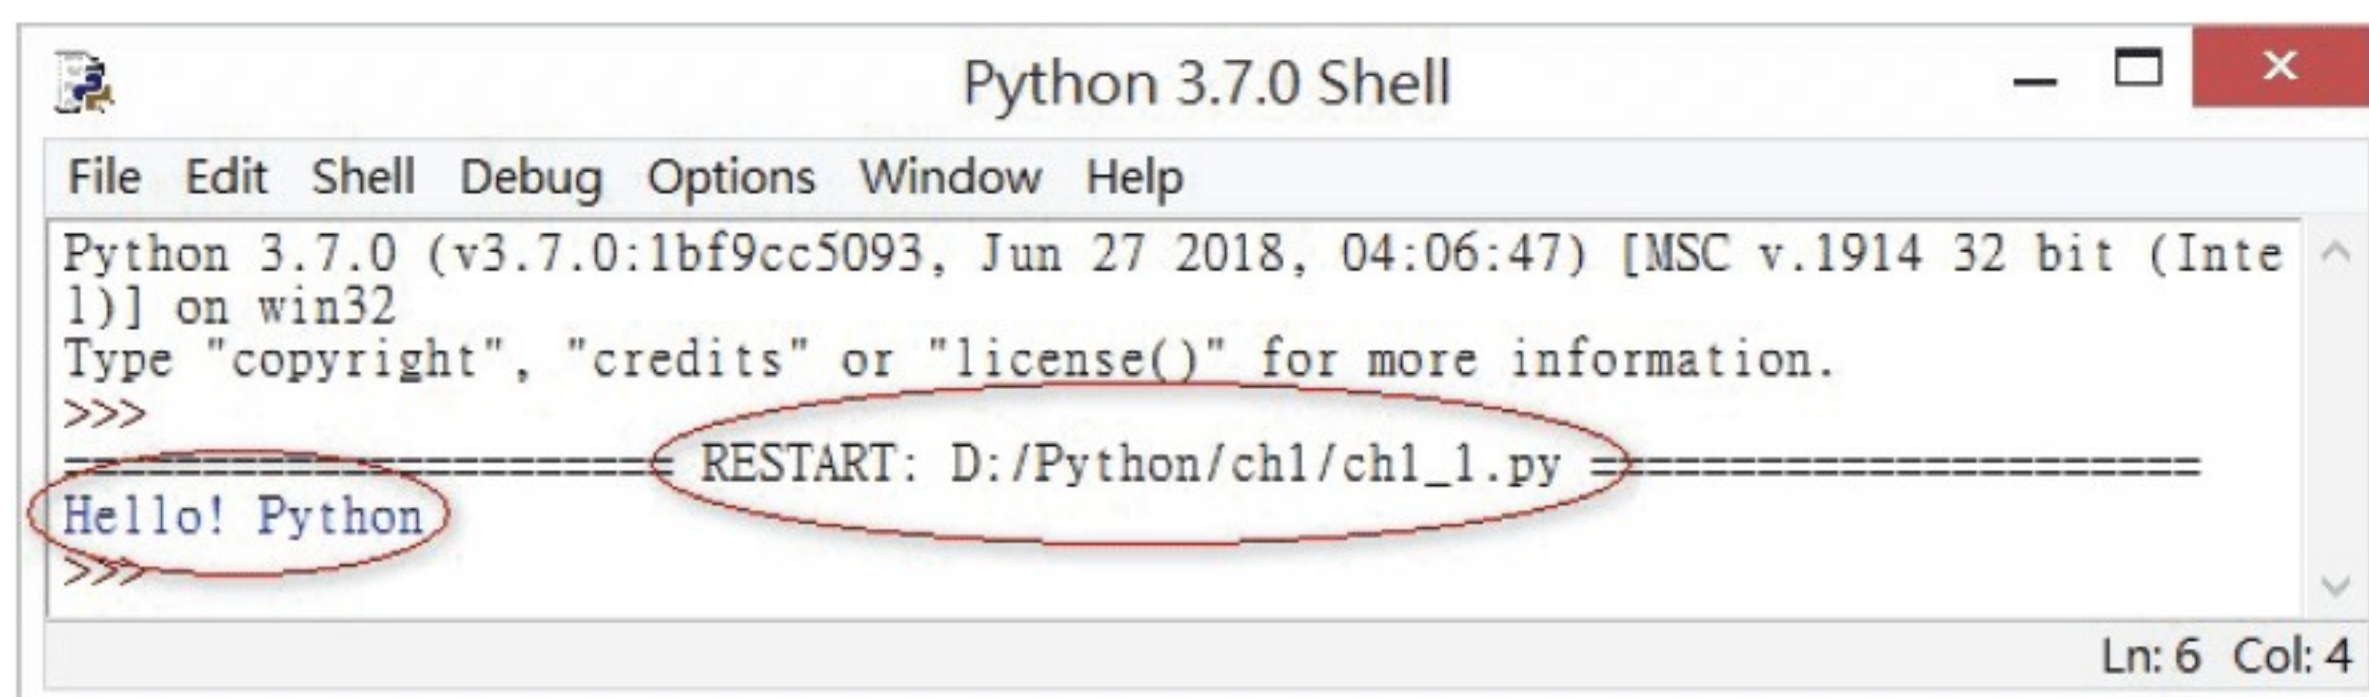 Python 3.7.0 Shell
File Edit Shell Debug Options Window Help
Python 3.7.0 (v3.7.0:1bf9cc5093, Jun 27 2018, 04:06:47) [MSC v.1914 32 bit (Inte
l)] on win32
Type "copyright", "credits" or "license()" for more information.
>>>
====================== RESTART: D:/Python/ch1/ch1_1.py ======================
Hello! Python
>>>
Ln: 6 Col: 4